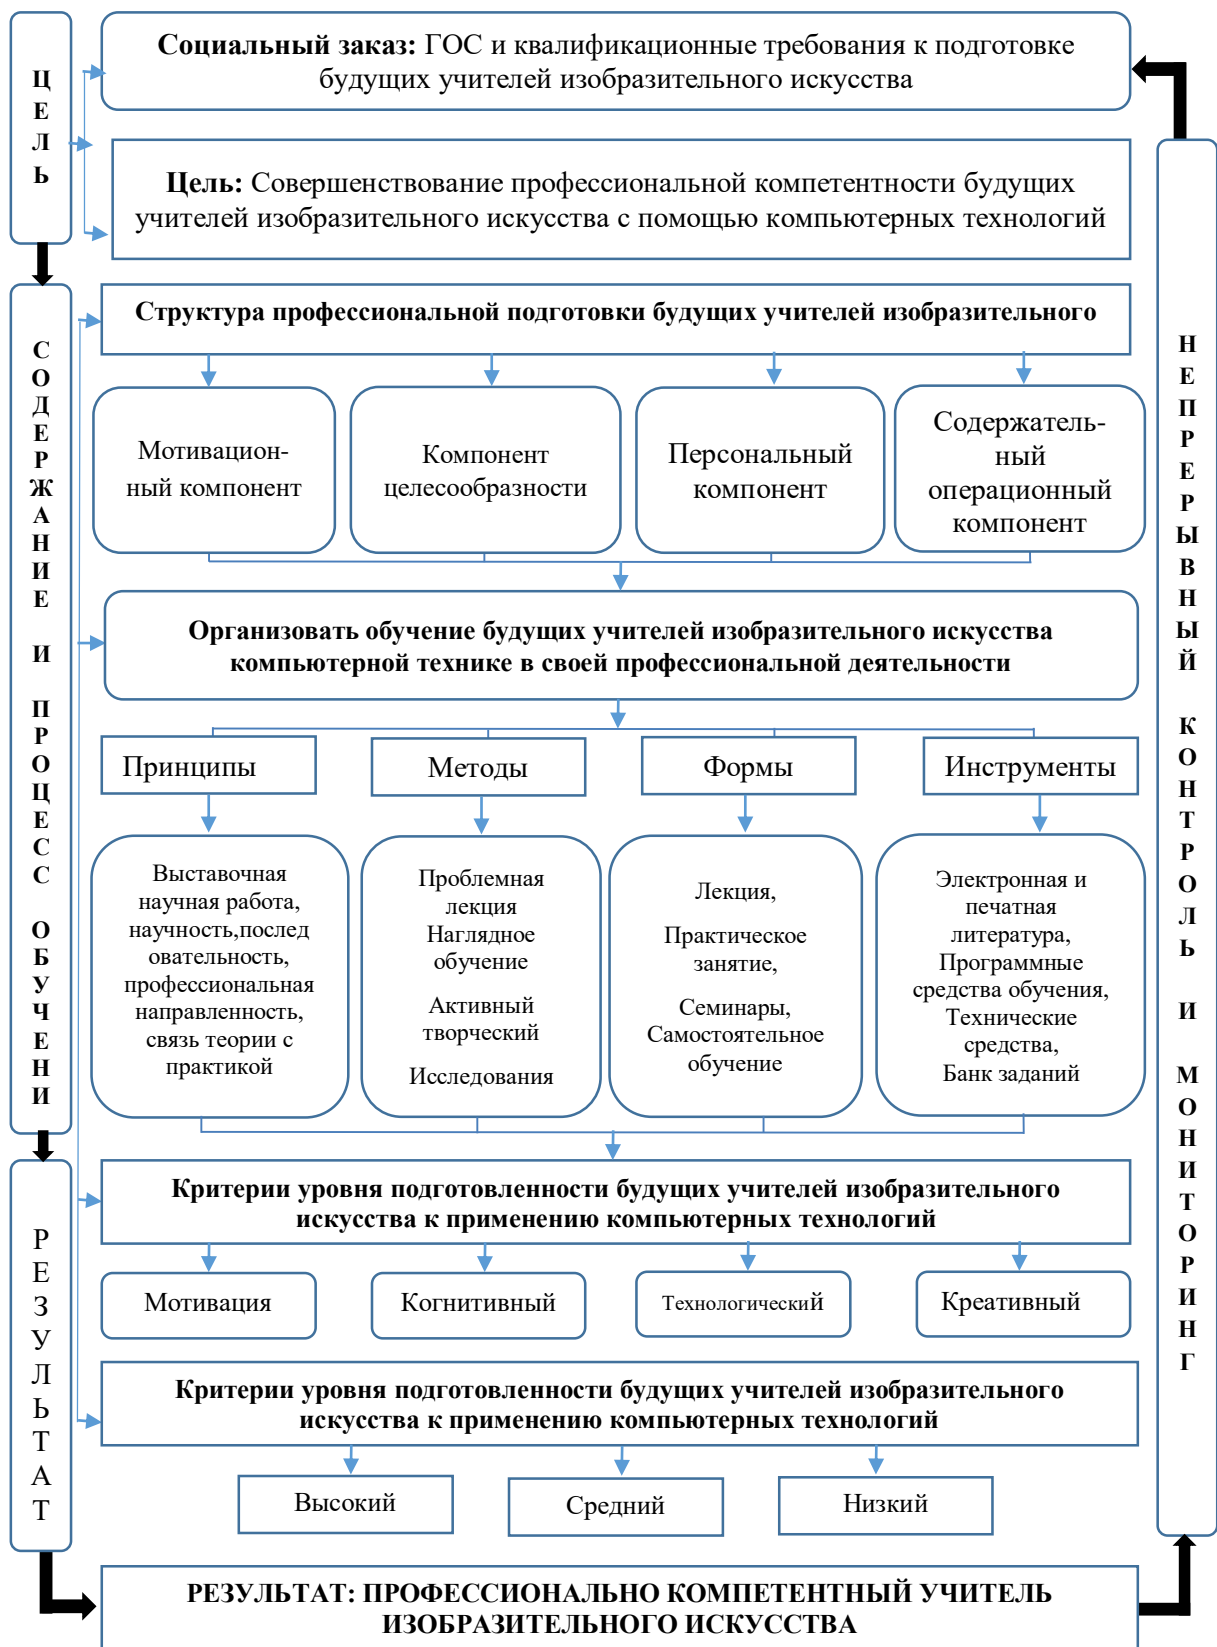 ЦЕЛЬ
Социальный заказ: ГОС и квалификационные требования к подготовке
будущих учителей изобразительного искусства
Цель: Совершенствование профессиональной компетентности будущих
учителей изобразительного искусства с помощью компьютерных технологий
СОДЕРЖАНИЕ И ПРОЦЕСС ОБУЧЕНИ
Структура профессиональной подготовки будущих учителей изобразительного
Мотивацион-
ный компонент
Компонент
целесообразности
Персональный
компонент
Содержатель-
ный
операционный
компонент
Организовать обучение будущих учителей изобразительного искусства
компьютерной технике в своей профессиональной деятельности
Принципы
Методы
Формы
Инструменты
Выставочная
научная работа,
научность,послед
овательность,
профессиональная
направленность,
связь теории с
практикой
Проблемная
лекция
Наглядное
обучение
Активный
творческий
Исследования
Лекция,
Практическое
занятие,
Семинары,
Самостоятельное
обучение
Электронная и
печатная
литература,
Программные
средства обучения,
Технические
средства,
Банк заданий
РЕЗУЛЬТАТ
Критерии уровня подготовленности будущих учителей изобразительного
искусства к применению компьютерных технологий
Мотивация
Когнитивный
Технологический
Креативный
Критерии уровня подготовленности будущих учителей изобразительного
искусства к применению компьютерных технологий
Высокий
Средний
Низкий
РЕЗУЛЬТАТ: ПРОФЕССИОНАЛЬНО КОМПЕТЕНТНЫЙ УЧИТЕЛЬ
ИЗОБРАЗИТЕЛЬНОГО ИСКУССТВА
НЕПРЕРЫВНЫЙ КОНТРОЛЬ И МОНИТОРИНГ